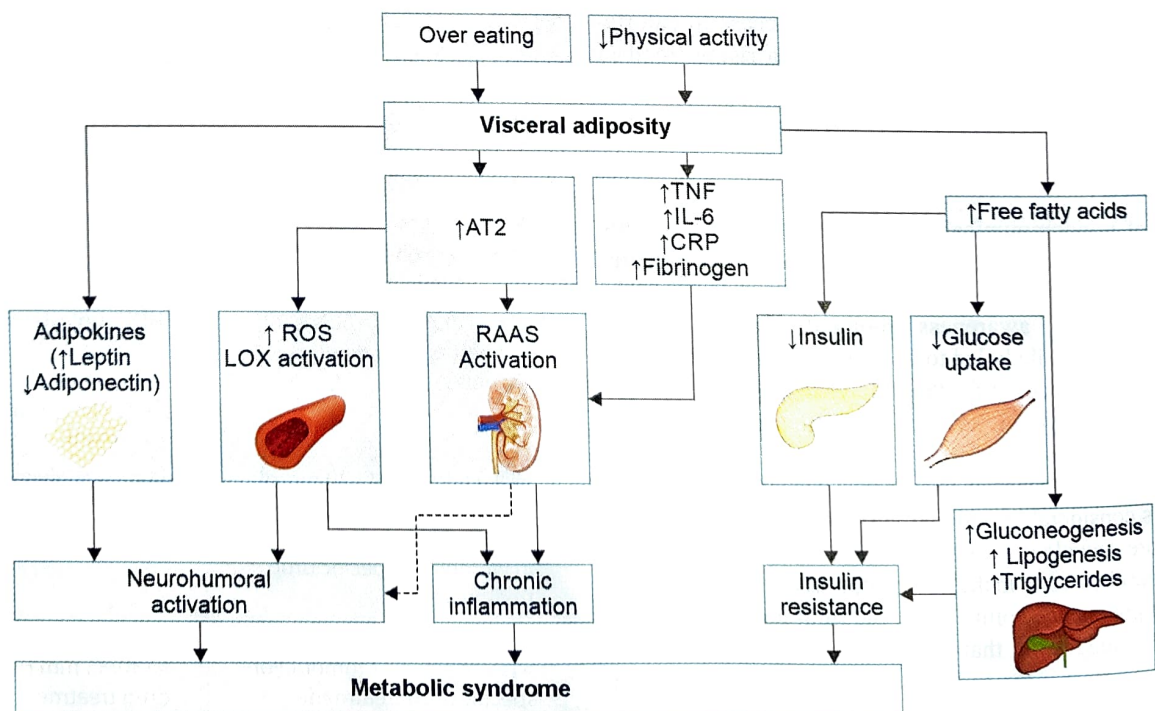 Over eating
↓Physical activity
Visceral adiposity
↑AT2
↑TNF
↑IL-6
↑CRP
↑Fibrinogen
↑Free fatty acids
Adipokines
(↑Leptin
↓Adiponectin)
↑ ROS
LOX activation
RAAS
Activation
↓Insulin
↓Glucose
uptake
↑Gluconeogenesis
↑ Lipogenesis
↑Triglycerides
Neurohumoral
activation
Chronic
inflammation
Insulin
resistance
Metabolic syndrome